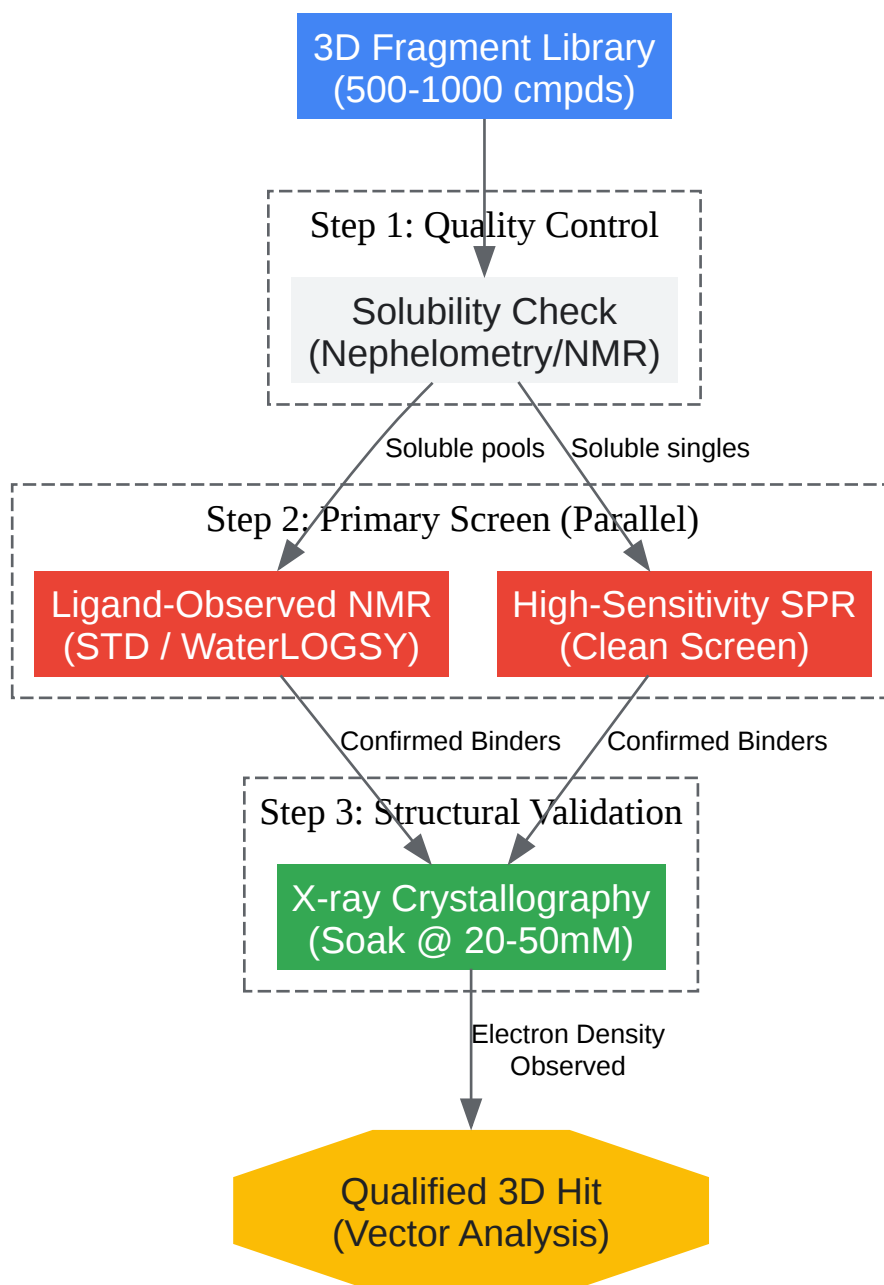 3D Fragment Library
(500-1000 cmpds)
Step 1: Quality Control
Solubility Check
(Nephelometry/NMR)
Soluble pools
Soluble singles
Step 2: Primary Screen (Parallel)
Ligand-Observed NMR
(STD / WaterLOGSY)
High-Sensitivity SPR
(Clean Screen)
Confirmed Binders
Confirmed Binders
Step 3: Structural Validation
X-ray Crystallography
(Soak @ 20-50mM)
Electron Density
Observed
Qualified 3D Hit
(Vector Analysis)